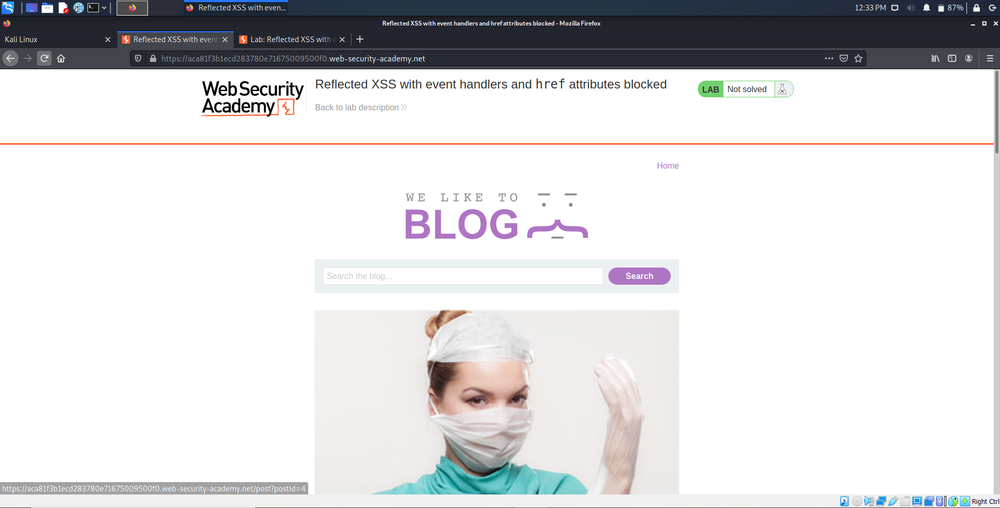 Reflected XSS with even...
12:33 PM
87%
Reflected XSS with event handlers and href attributes blocked - Mozilla Firefox
Kali Linux
Reflected XSS with event
Lab: Reflected XSS with e
https://aca81f3b1ecd283780e71675009500f0.web-security-academy.net
Web Security
Academy
Reflected XSS with event handlers and href attributes blocked
Back to lab description
LAB
Not solved
Home
WE LIKE TO
BLOG
Search the blog...
Search
https://aca81f3b1ecd283780e71675009500f0.web-security-academy.net/post?postId=4
Right Ctrl